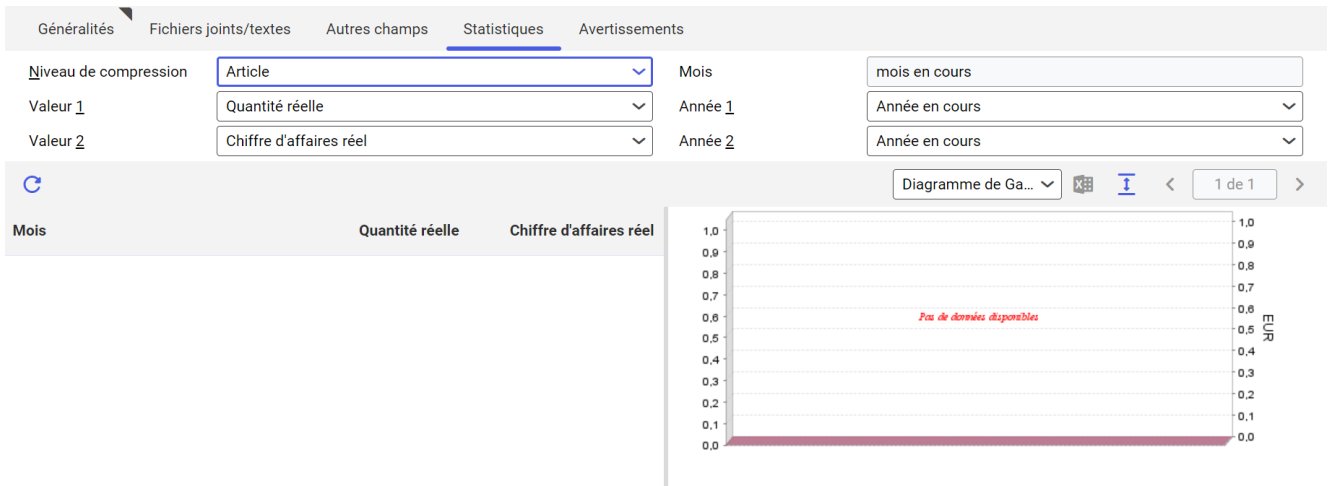 Généralités Fichiers joints/textes Autres champs Statistiques Avertissements
Niveau de compression Article Mois mois en cours
Valeur 1 Quantité réelle Année 1 Année en cours
Valeur 2 Chiffre d'affaires réel Année 2 Année en cours
Diagramme de Ga... 1 de 1
Mois Quantité réelle Chiffre d'affaires réel
1,0 1,0
0,9 0,9
0,8 0,8
0,7 0,7
0,6 Pas de données disponibles 0,6
0,5 0,5 EUR
0,4 0,4
0,3 0,3
0,2 0,2
0,1 0,1
0,0 0,0